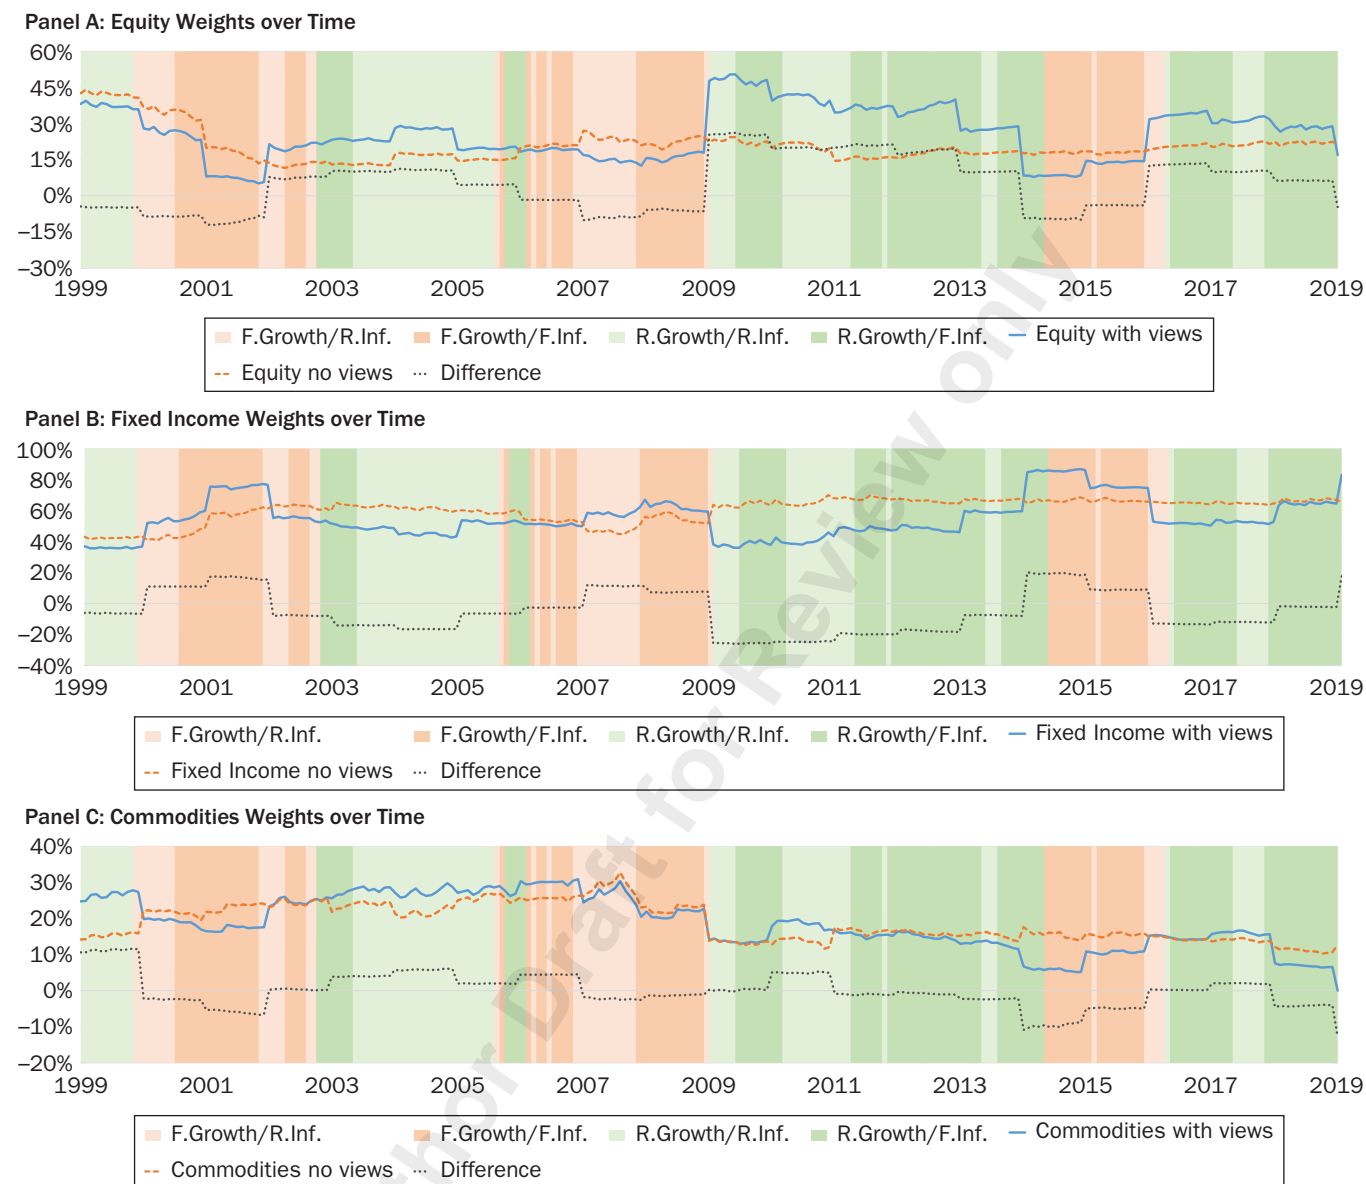 Panel A: Equity Weights over Time
60%
45%
30%
15%
0%
–15%
–30%
1999 2001 2003 2005 2007 2009 2011 2013 2015 2017 2019
F.Growth/R.Inf. F.Growth/F.Inf. R.Growth/R.Inf. R.Growth/F.Inf. Equity with views
Equity no views Difference
Panel B: Fixed Income Weights over Time
100%
80%
60%
40%
20%
0%
–20%
–40%
1999 2001 2003 2005 2007 2009 2011 2013 2015 2017 2019
F.Growth/R.Inf. F.Growth/F.Inf. R.Growth/R.Inf. R.Growth/F.Inf. Fixed Income with views
Fixed Income no views Difference
Panel C: Commodities Weights over Time
40%
30%
20%
10%
0%
–10%
–20%
1999 2001 2003 2005 2007 2009 2011 2013 2015 2017 2019
F.Growth/R.Inf. F.Growth/F.Inf. R.Growth/R.Inf. R.Growth/F.Inf. Commodities with views
Commodities no views Difference
Draft for Review only